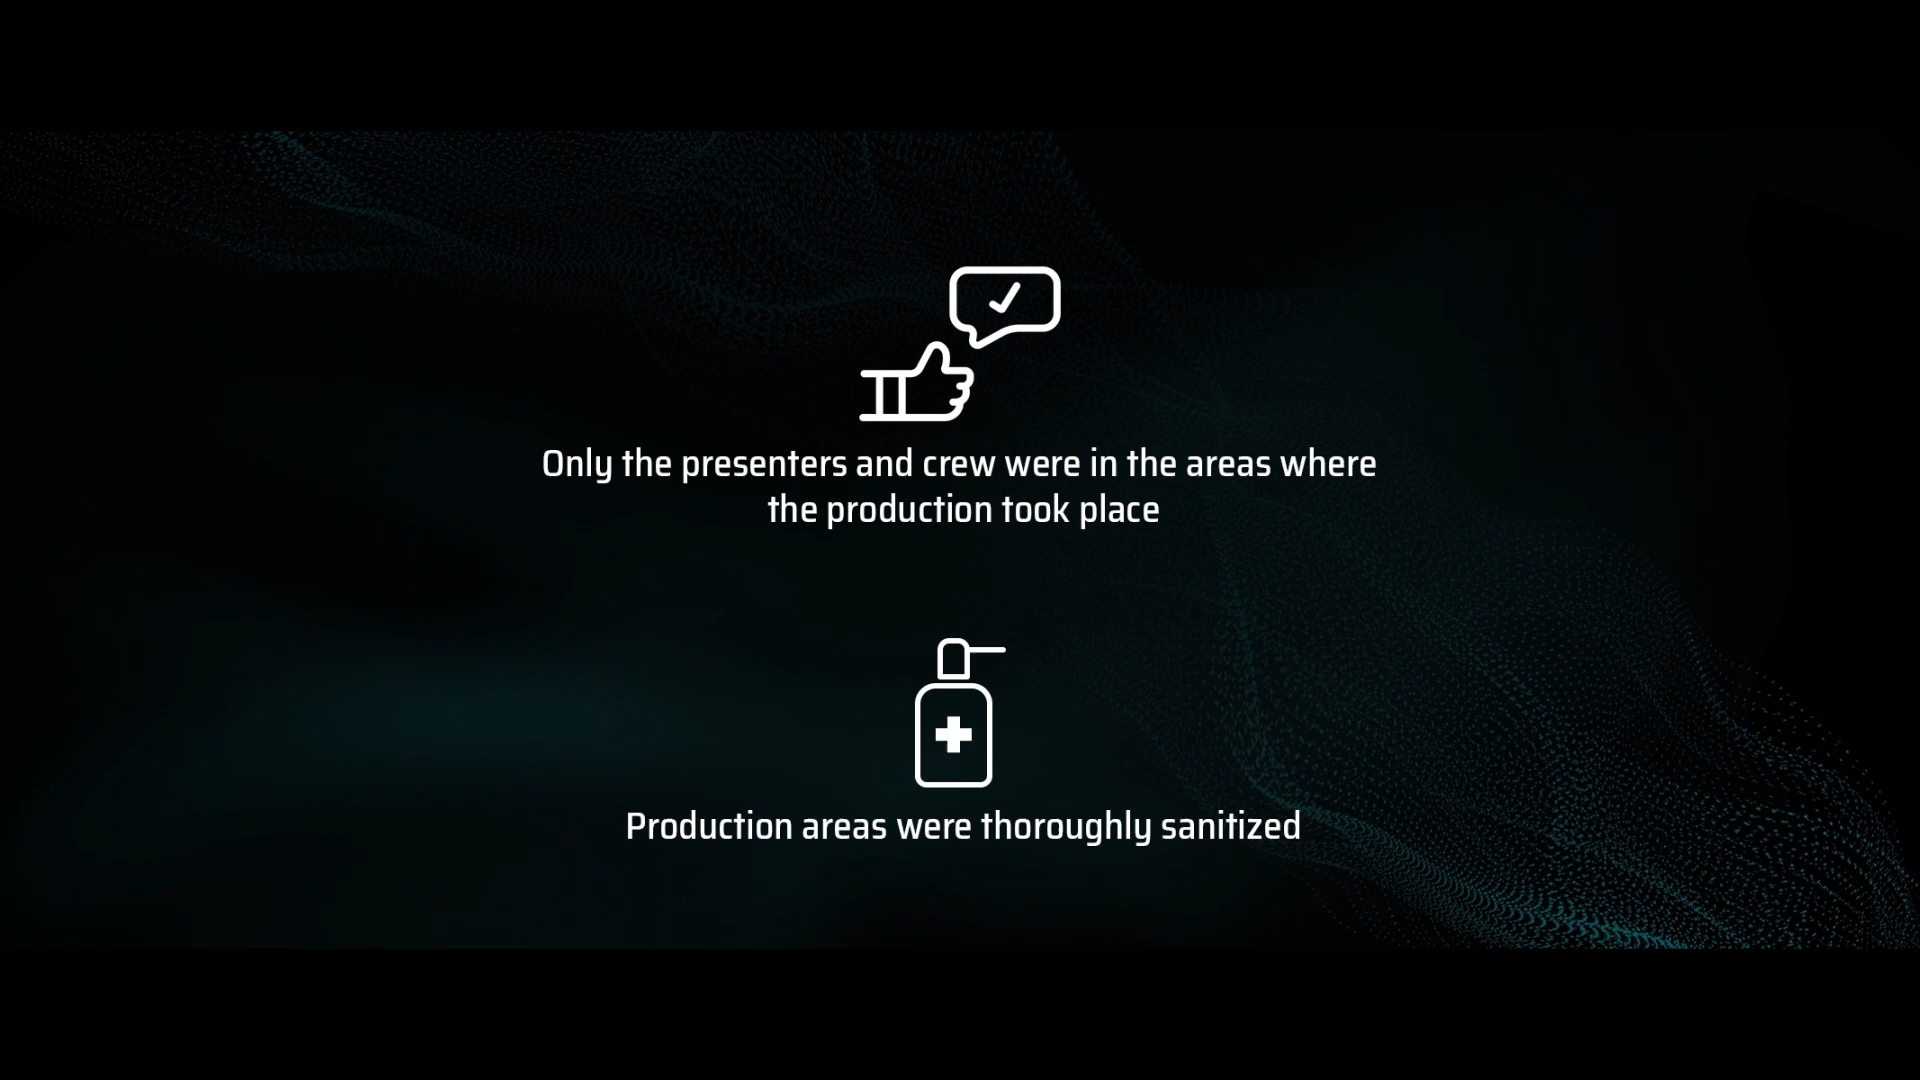 Only the presenters and crew were in the areas where
the production took place
Production areas were thoroughly sanitized